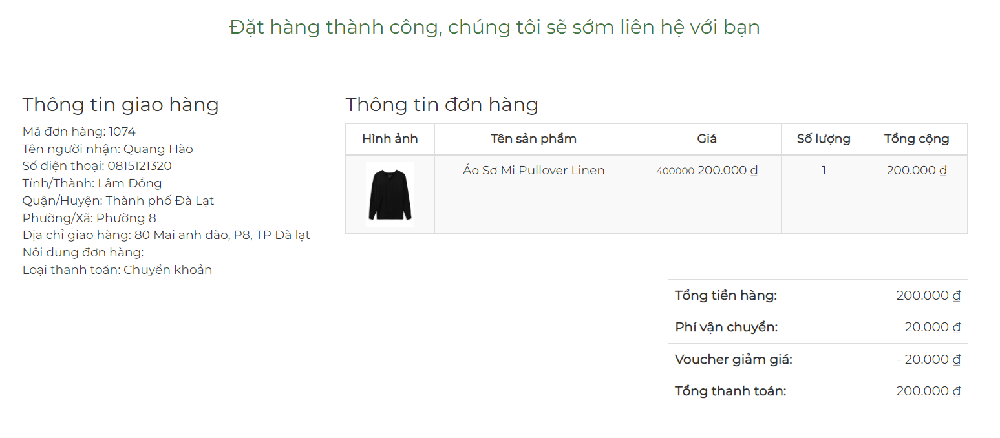 Đặt hàng thành công, chúng tôi sẽ sớm liên hệ với bạn
Thông tin giao hàng
Mã đơn hàng: 1074
Tên người nhận: Quang Hào
Số điện thoại: 0815121320
Tỉnh/Thành: Lâm Đồng
Quận/Huyện: Thành phố Đà Lạt
Phường/Xã: Phường 8
Địa chỉ giao hàng: 80 Mai anh đào, P8, TP Đà lạt
Nội dung đơn hàng:
Loại thanh toán: Chuyển khoản
Thông tin đơn hàng
Hình ảnh Tên sản phẩm Giá Số lượng Tổng cộng
Áo Sơ Mi Pullover Linen 400000 200.000 ₫ 1 200.000 ₫
Tổng tiền hàng: 200.000 ₫
Phí vận chuyển: 20.000 ₫
Voucher giảm giá: - 20.000 ₫
Tổng thanh toán: 200.000 ₫